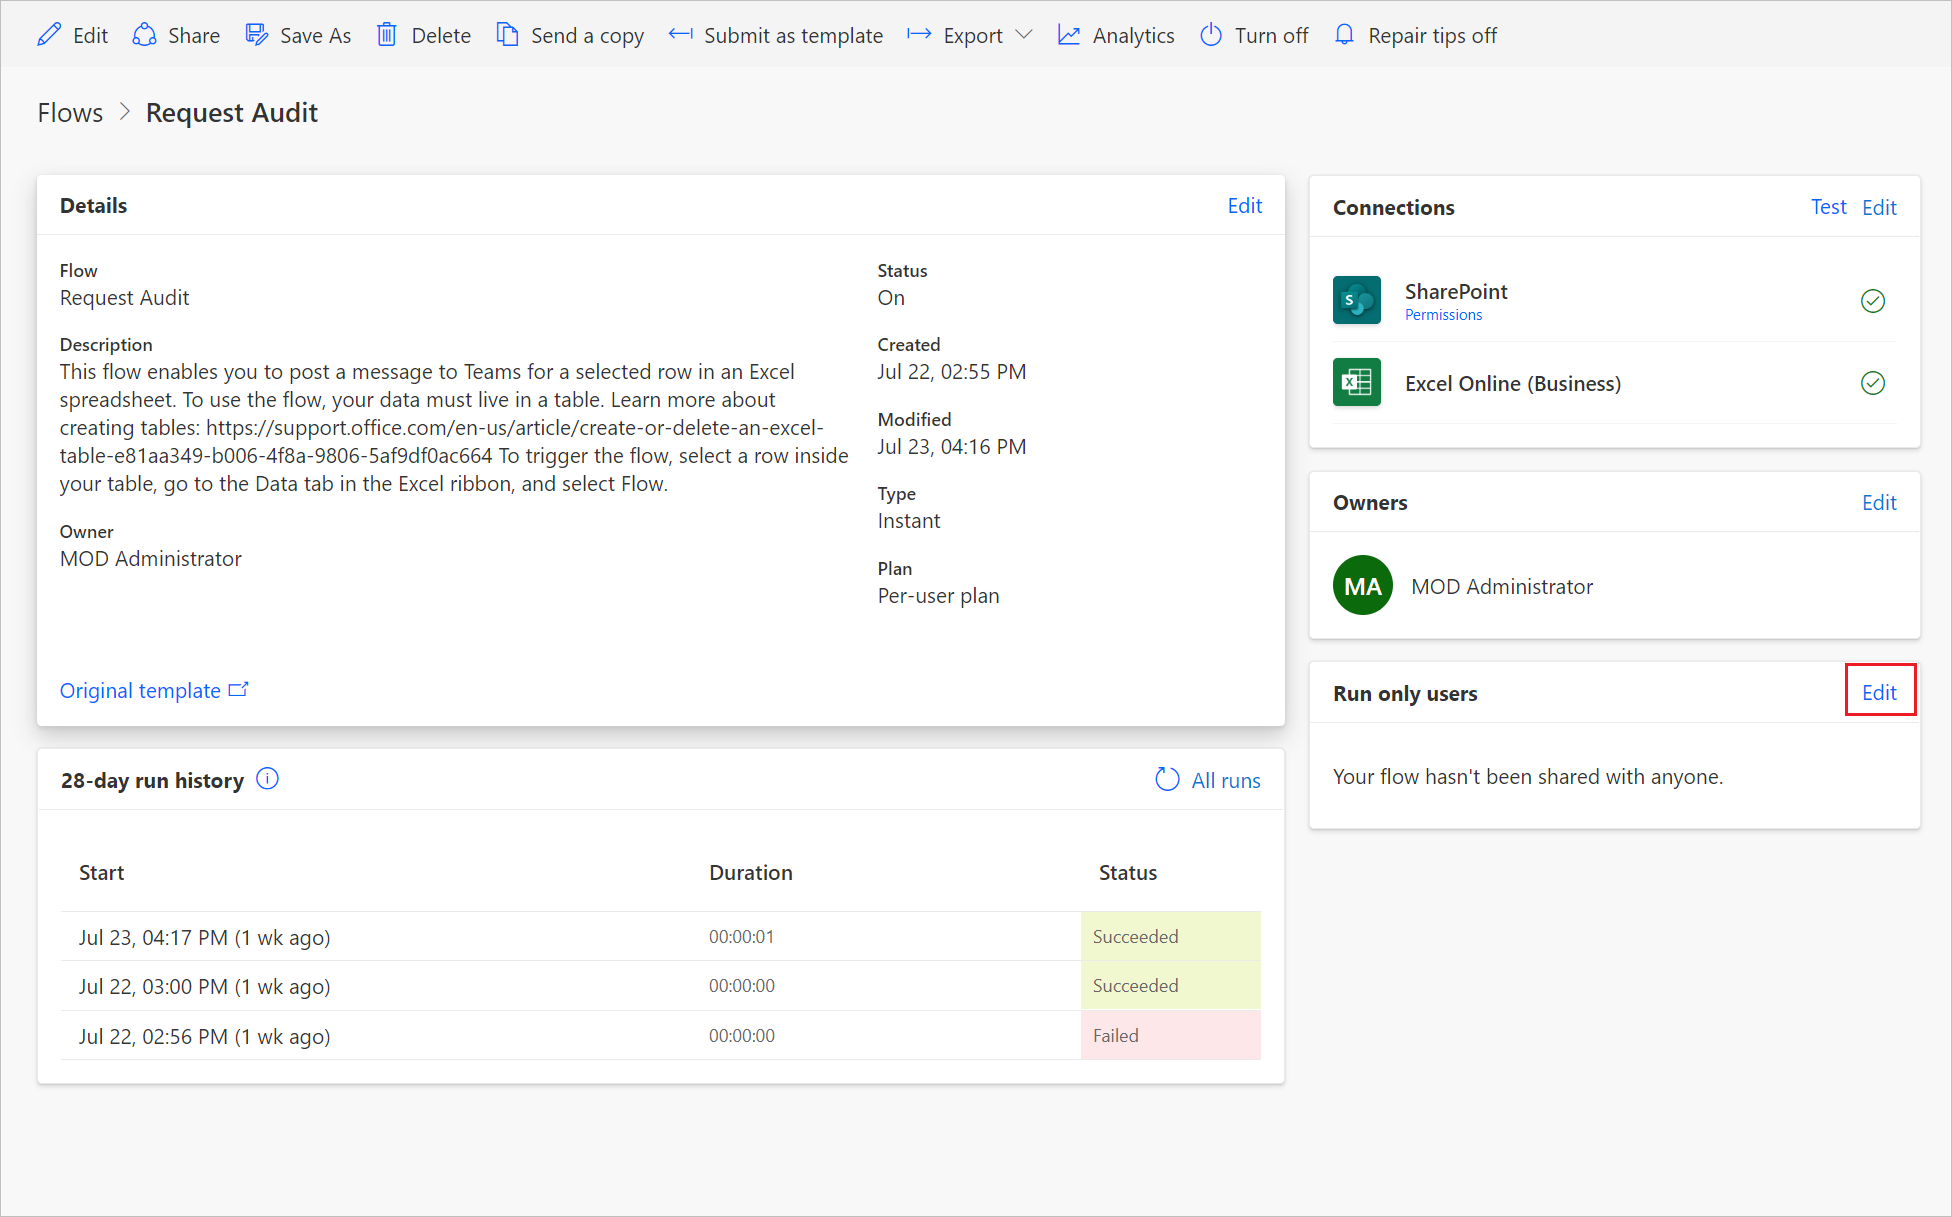 Edit Share Save As Delete Send a copy Submit as template Export Analytics Turn off Repair tips off
Flows > Request Audit
Details Edit
Flow
Request Audit
Description
This flow enables you to post a message to Teams for a selected row in an Excel
spreadsheet. To use the flow, your data must live in a table. Learn more about
creating tables: https://support.office.com/en-us/article/create-or-delete-an-excel-
table-e81aa349-b006-4f8a-9806-5af9df0ac664 To trigger the flow, select a row inside
your table, go to the Data tab in the Excel ribbon, and select Flow.
Owner
MOD Administrator
Original template
Status
On
Created
Jul 22, 02:55 PM
Modified
Jul 23, 04:16 PM
Type
Instant
Plan
Per-user plan
Connections Test Edit
S
SharePoint
Permissions
X
Excel Online (Business)
Owners Edit
MA MOD Administrator
Run only users Edit
Your flow hasn't been shared with anyone.
28-day run history All runs
Start Duration Status
Jul 23, 04:17 PM (1 wk ago) 00:00:01 Succeeded
Jul 22, 03:00 PM (1 wk ago) 00:00:00 Succeeded
Jul 22, 02:56 PM (1 wk ago) 00:00:00 Failed